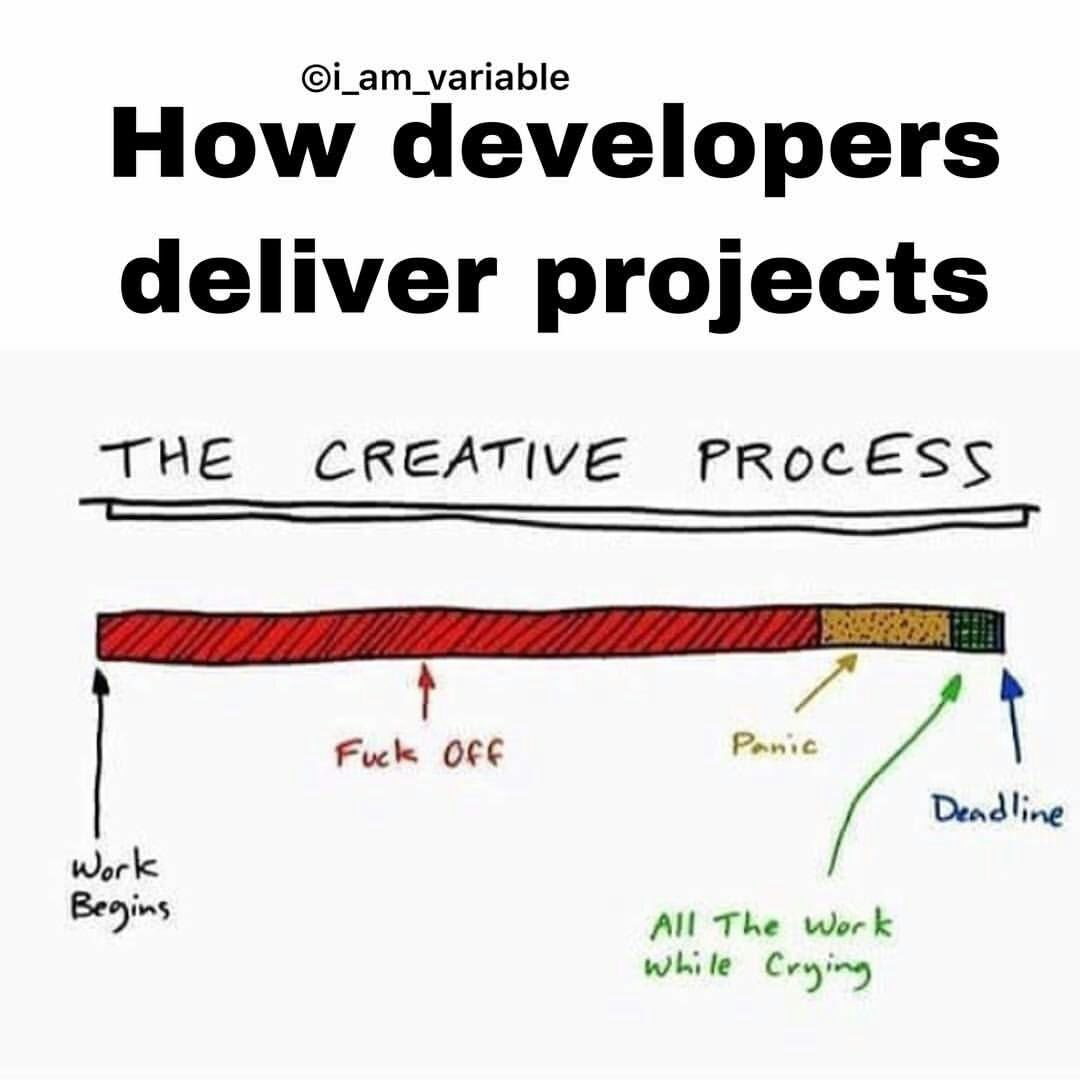 ©i_am_variable
How developers
deliver projects
THE CREATIVE PROCESS
Fuck Off
Panic
Deadline
Work
Begins
All The Work
While Crying